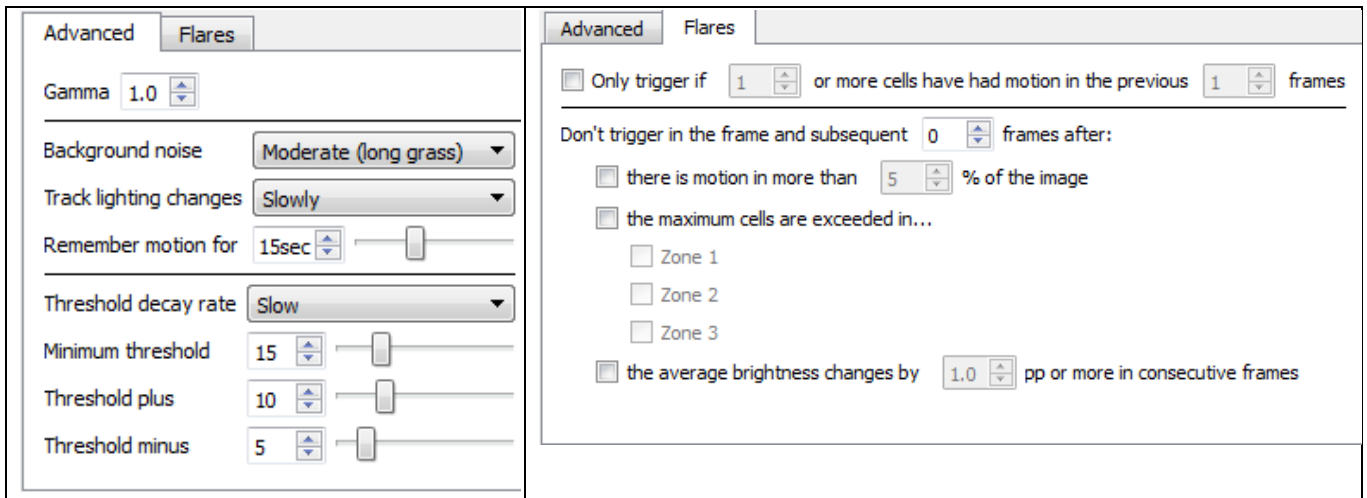 Advanced Flares
Gamma 1.0
Background noise Moderate (long grass)
Track lighting changes Slowly
Remember motion for 15sec
Threshold decay rate Slow
Minimum threshold 15
Threshold plus 10
Threshold minus 5
Advanced Flares
Only trigger if 1 or more cells have had motion in the previous 1 frames
Don't trigger in the frame and subsequent 0 frames after:
there is motion in more than 5 % of the image
the maximum cells are exceeded in...
Zone 1
Zone 2
Zone 3
the average brightness changes by 1.0 pp or more in consecutive frames